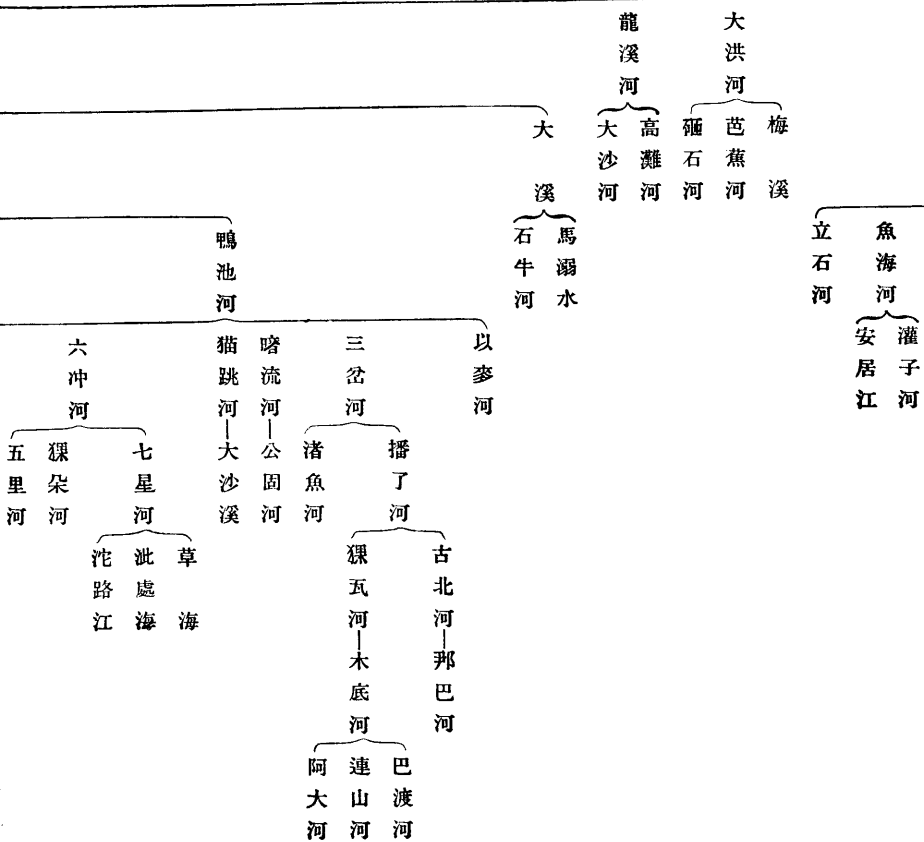 大洪河
龍溪河
梅溪
芭蕉河
砸石河
高灘河
大沙河
大溪
魚海河
立石河
馬溺水
石牛河
鴨池河
灌子河
安居江
以麥河
三岔河
暗流河
猫跳河
六冲河
播了河
渚魚河
公固河
大沙溪
七星河
猓朵河
五里河
古北河
猓瓦河
草海
泚處海
沱路江
邦巴河
木底河
巴渡河
連山河
阿大河